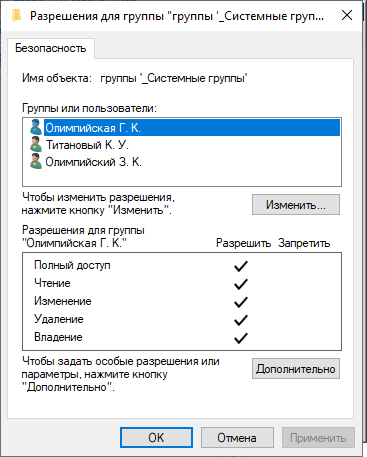 Разрешения для группы "группы '_Системные груп...
Безопасность
Имя объекта: группы '_Системные группы'
Группы или пользователи:
Олимпийская Г. К.
Титановый К. У.
Олимпийский З. К.
Чтобы изменить разрешения,
нажмите кнопку "Изменить".
Изменить...
Разрешения для группы
"Олимпийская Г. К."
Разрешить Запретить
Полный доступ
Чтение
Изменение
Удаление
Владение
Чтобы задать особые разрешения или
параметры, нажмите кнопку
"Дополнительно".
Дополнительно
OK Отмена Применить